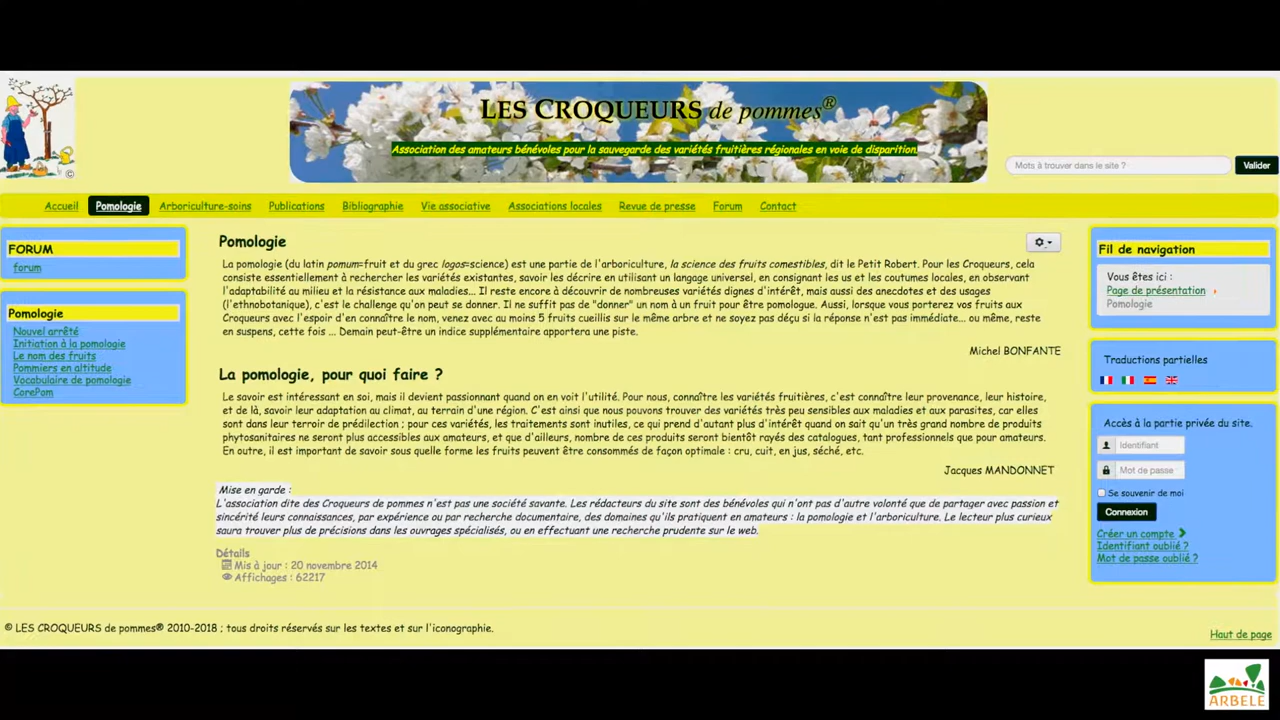 LES CROQUEURS de pommes®
Association des amateurs bénévoles pour la sauvegarde des variétés fruitières régionales en voie de disparition.
©
Mots à trouver dans le site ?
Valider
Accueil
Pomologie
Arboriculture-soins
Publications
Bibliographie
Vie associative
Associations locales
Revue de presse
Forum
Contact
FORUM
forum
Pomologie
Nouvel arrêté
Initiation à la pomologie
Le nom des fruits
Pommiers en altitude
Vocabulaire de pomologie
CorePom
Pomologie
La pomologie (du latin pomum=fruit et du grec logos=science) est une partie de l'arboriculture, la science des fruits comestibles, dit le Petit Robert. Pour les Croqueurs, cela
consiste essentiellement à rechercher les variétés existantes, savoir les décrire en utilisant un langage universel, en consignant les us et les coutumes locales, en observant
l'adaptabilité au milieu et la résistance aux maladies... Il reste encore à découvrir de nombreuses variétés dignes d'intérêt, mais aussi des anecdotes et des usages
(l'ethnobotanique), c'est le challenge qu'on peut se donner. Il ne suffit pas de "donner" un nom à un fruit pour être pomologue. Aussi, lorsque vous porterez vos fruits aux
Croqueurs avec l'espoir d'en connaître le nom, venez avec au moins 5 fruits cueillis sur le même arbre et ne soyez pas déçu si la réponse n'est pas immédiate... ou même, reste
en suspens, cette fois ... Demain peut-être un indice supplémentaire apportera une piste.
Michel BONFANTE
La pomologie, pour quoi faire ?
Le savoir est intéressant en soi, mais il devient passionnant quand on en voit l'utilité. Pour nous, connaître les variétés fruitières, c'est connaître leur provenance, leur histoire,
et de là, savoir leur adaptation au climat, au terrain d'une région. C'est ainsi que nous pouvons trouver des variétés très peu sensibles aux maladies et aux parasites, car elles
sont dans leur terroir de prédilection ; pour ces variétés, les traitements sont inutiles, ce qui prend d'autant plus d'intérêt quand on sait qu'un très grand nombre de produits
phytosanitaires ne seront plus accessibles aux amateurs, et que d'ailleurs, nombre de ces produits seront bientôt rayés des catalogues, tant professionnels que pour amateurs.
En outre, il est important de savoir sous quelle forme les fruits peuvent être consommés de façon optimale : cru, cuit, en jus, séché, etc.
Jacques MANDONNET
Mise en garde :
L'association dite des Croqueurs de pommes n'est pas une société savante. Les rédacteurs du site sont des bénévoles qui n'ont pas d'autre volonté que de partager avec passion et
sincérité leurs connaissances, par expérience ou par recherche documentaire, des domaines qu'ils pratiquent en amateurs : la pomologie et l'arboriculture. Le lecteur plus curieux
saura trouver plus de précisions dans les ouvrages spécialisés, ou en effectuant une recherche prudente sur le web.
Détails
Mis à jour : 20 novembre 2014
Affichages : 62217
Fil de navigation
Vous êtes ici :
Page de présentation
Pomologie
Traductions partielles
Accès à la partie privée du site.
Identifiant
Mot de passe
Se souvenir de moi
Connexion
Créer un compte
Identifiant oublié ?
Mot de passe oublié ?
© LES CROQUEURS de pommes® 2010-2018 ; tous droits réservés sur les textes et sur l'iconographie.
Haut de page
ARBELE